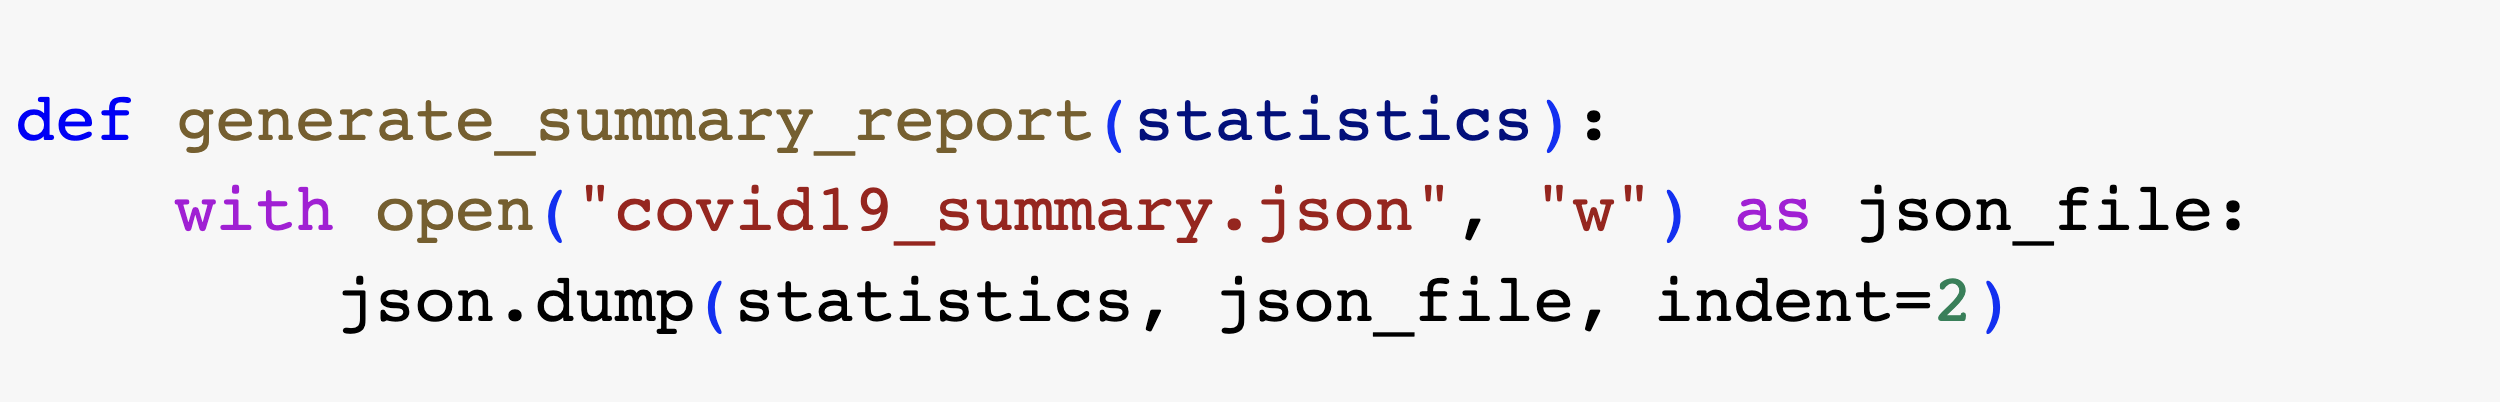 def generate_summary_report(statistics):
    with open("covid19_summary.json", "w") as json_file:
        json.dump(statistics, json_file, indent=2)